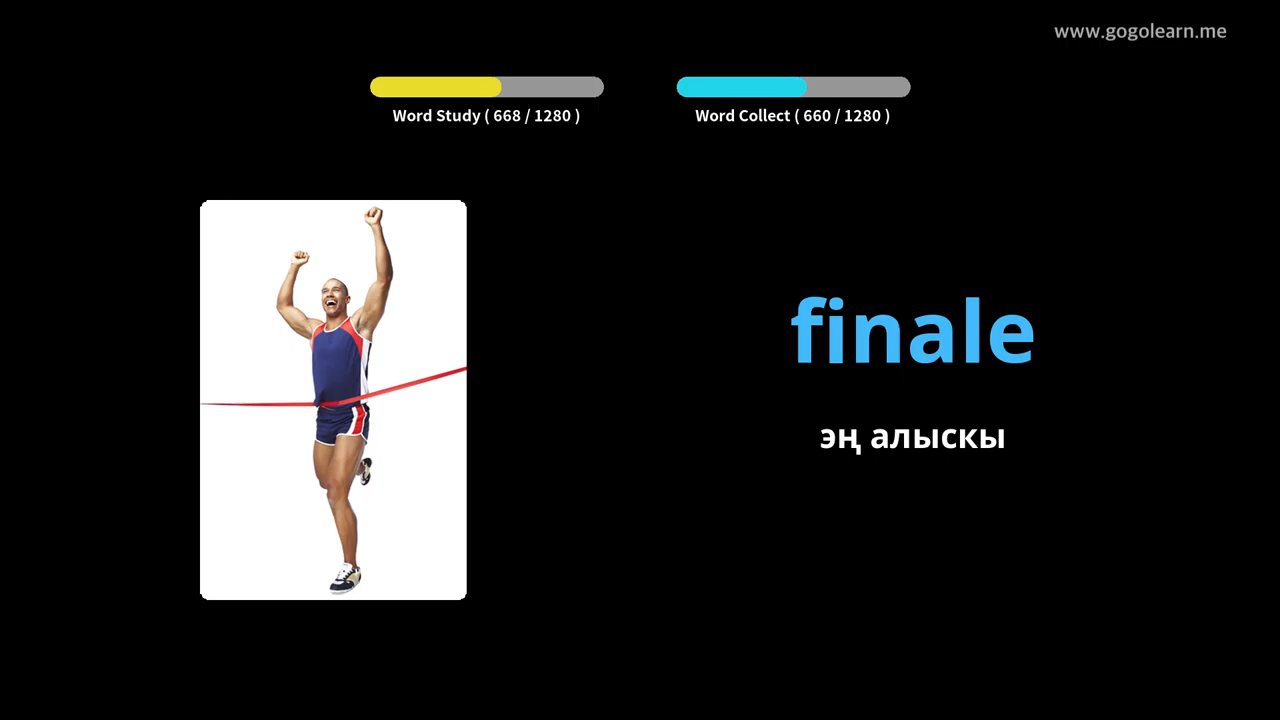 www.gogolearn.me
Word Study ( 668 / 1280 )
Word Collect ( 660 / 1280 )
finale
эң алыскы